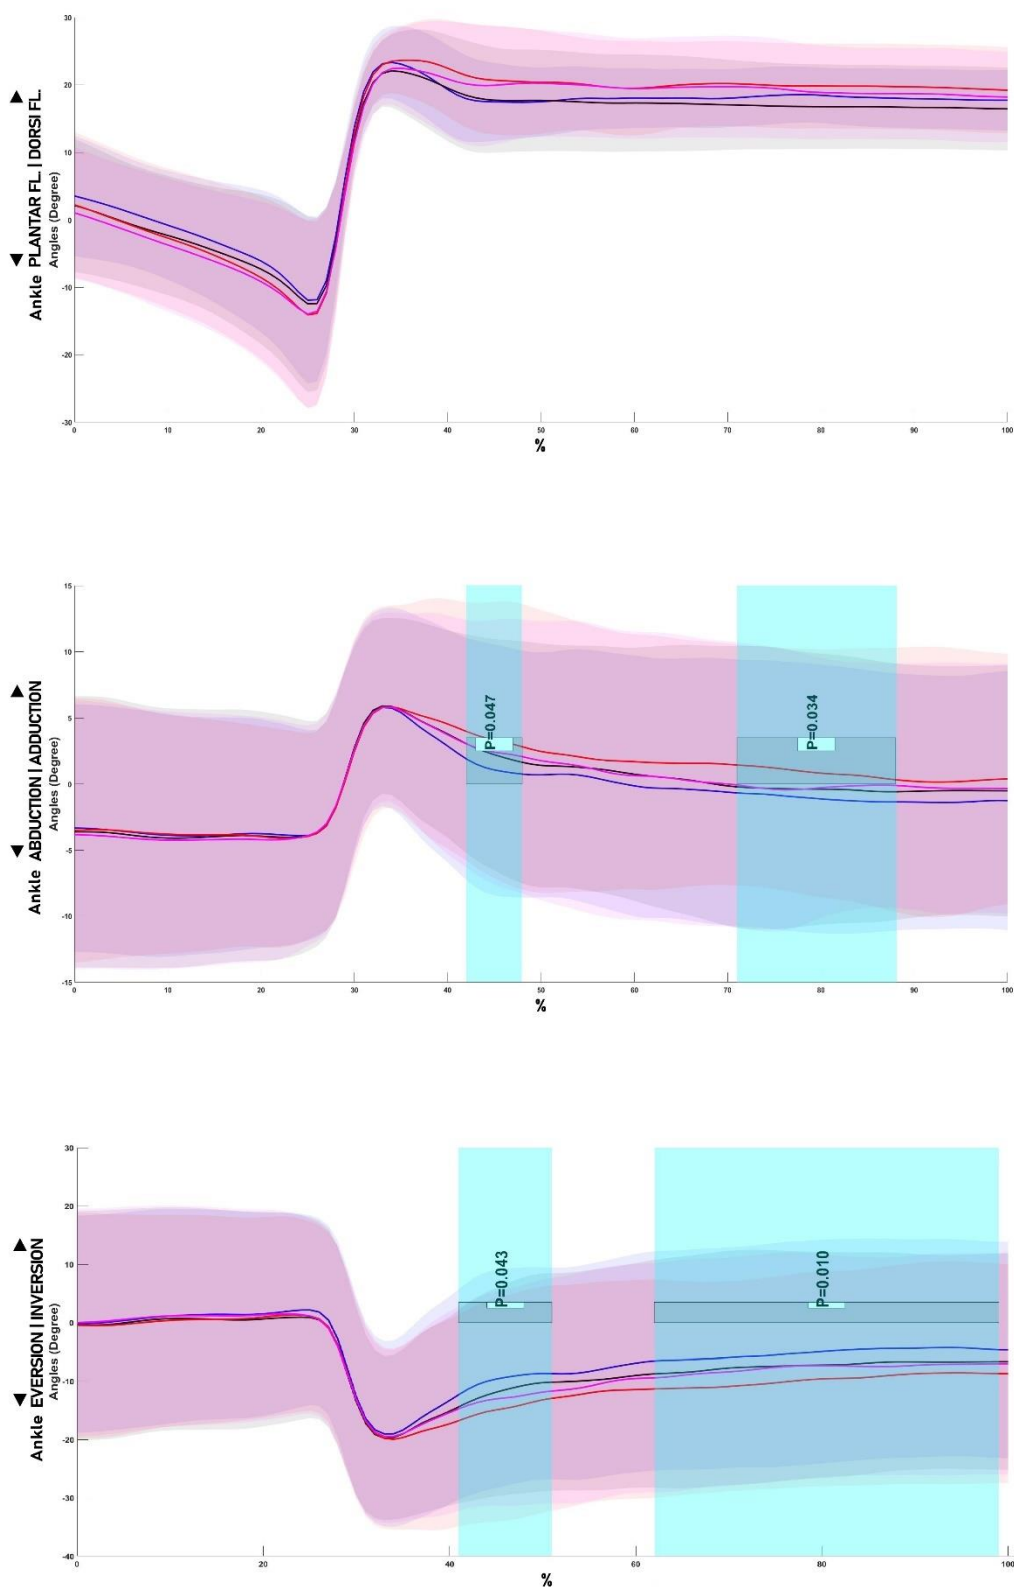 30
20
10
0
-10
-20
-30
Ankle PLANTAR FL. | DORSI FL.
Angles (Degree)
0 10 20 30 40 50 60 70 80 90 100
%
15
10
5
0
-5
-10
-15
Ankle ABDUCTION | ADDUCTION
Angles (Degree)
P=0.047
P=0.034
0 10 20 30 40 50 60 70 80 90 100
%
30
20
10
0
-10
-20
-30
-40
Ankle EVERSION | INVERSION
Angles (Degree)
P=0.043
P=0.010
0 20 40 60 80 100
%